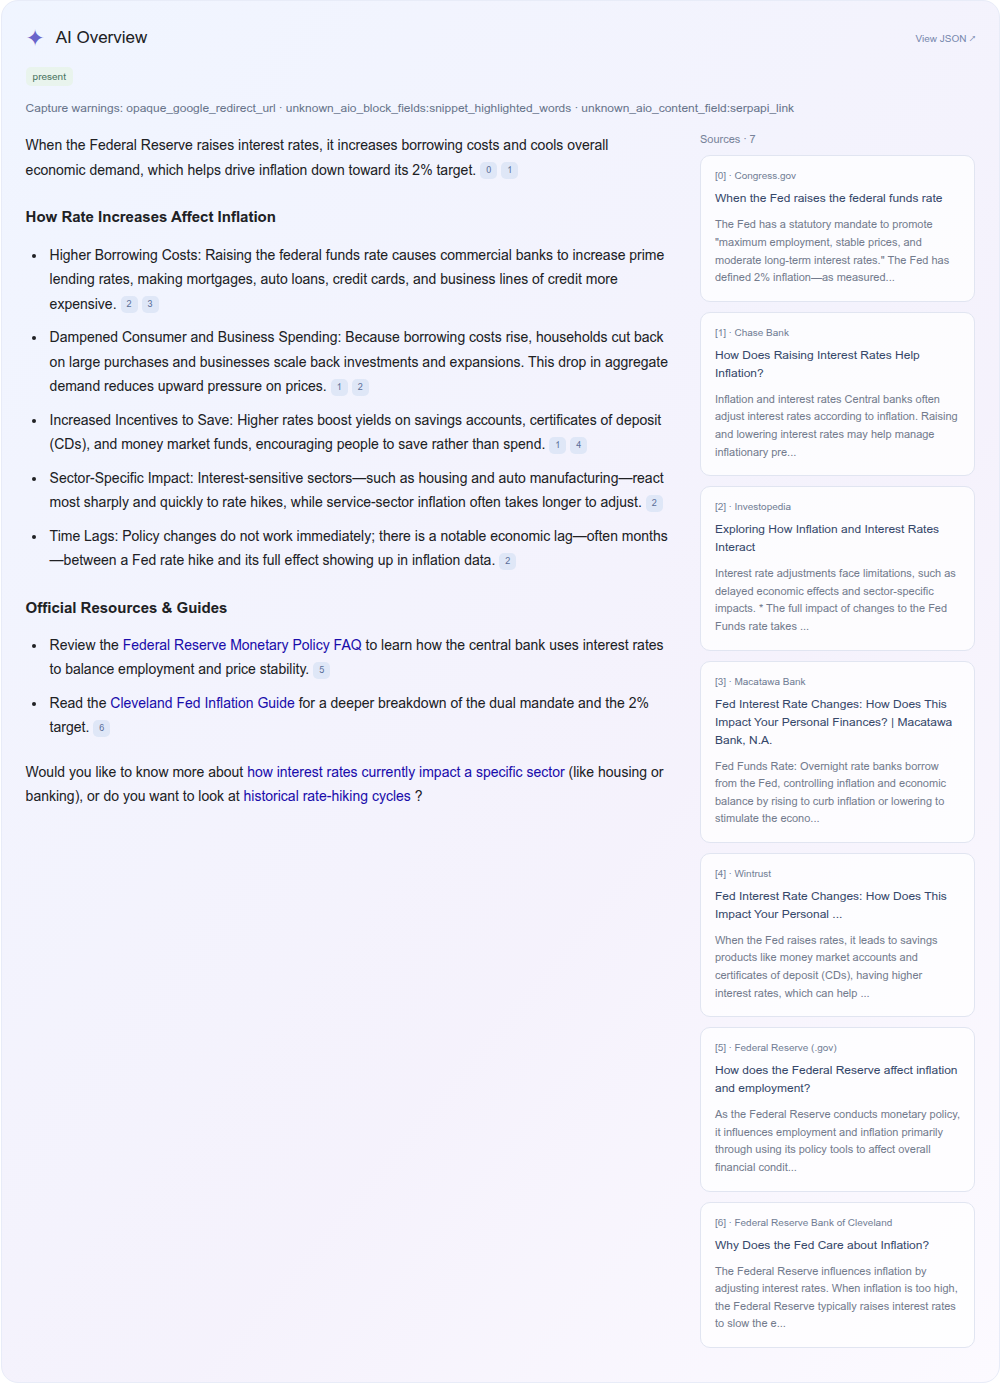 AI Overview
View JSON ↗
present
Capture warnings: opaque_google_redirect_url · unknown_aio_block_fields:snippet_highlighted_words · unknown_aio_content_field:serpapi_link
When the Federal Reserve raises interest rates, it increases borrowing costs and cools overall
economic demand, which helps drive inflation down toward its 2% target. 0 1
How Rate Increases Affect Inflation
• Higher Borrowing Costs: Raising the federal funds rate causes commercial banks to increase prime
lending rates, making mortgages, auto loans, credit cards, and business lines of credit more
expensive. 2 3
• Dampened Consumer and Business Spending: Because borrowing costs rise, households cut back
on large purchases and businesses scale back investments and expansions. This drop in aggregate
demand reduces upward pressure on prices. 1 2
• Increased Incentives to Save: Higher rates boost yields on savings accounts, certificates of deposit
(CDs), and money market funds, encouraging people to save rather than spend. 1 4
• Sector-Specific Impact: Interest-sensitive sectors—such as housing and auto manufacturing—react
most sharply and quickly to rate hikes, while service-sector inflation often takes longer to adjust. 2
• Time Lags: Policy changes do not work immediately; there is a notable economic lag—often months
—between a Fed rate hike and its full effect showing up in inflation data. 2
Official Resources & Guides
• Review the Federal Reserve Monetary Policy FAQ to learn how the central bank uses interest rates
to balance employment and price stability. 5
• Read the Cleveland Fed Inflation Guide for a deeper breakdown of the dual mandate and the 2%
target. 6
Would you like to know more about how interest rates currently impact a specific sector (like housing or
banking), or do you want to look at historical rate-hiking cycles ?
Sources · 7
[0] · Congress.gov
When the Fed raises the federal funds rate
The Fed has a statutory mandate to promote
"maximum employment, stable prices, and
moderate long-term interest rates." The Fed has
defined 2% inflation—as measured...
[1] · Chase Bank
How Does Raising Interest Rates Help
Inflation?
Inflation and interest rates Central banks often
adjust interest rates according to inflation. Raising
and lowering interest rates may help manage
inflationary pre...
[2] · Investopedia
Exploring How Inflation and Interest Rates
Interact
Interest rate adjustments face limitations, such as
delayed economic effects and sector-specific
impacts. * The full impact of changes to the Fed
Funds rate takes ...
[3] · Macatawa Bank
Fed Interest Rate Changes: How Does This
Impact Your Personal Finances? | Macatawa
Bank, N.A.
Fed Funds Rate: Overnight rate banks borrow
from the Fed, controlling inflation and economic
balance by rising to curb inflation or lowering to
stimulate the econo...
[4] · Wintrust
Fed Interest Rate Changes: How Does This
Impact Your Personal ...
When the Fed raises rates, it leads to savings
products like money market accounts and
certificates of deposit (CDs), having higher
interest rates, which can help ...
[5] · Federal Reserve (.gov)
How does the Federal Reserve affect inflation
and employment?
As the Federal Reserve conducts monetary policy,
it influences employment and inflation primarily
through using its policy tools to affect overall
financial condit...
[6] · Federal Reserve Bank of Cleveland
Why Does the Fed Care about Inflation?
The Federal Reserve influences inflation by
adjusting interest rates. When inflation is too high,
the Federal Reserve typically raises interest rates
to slow the e...